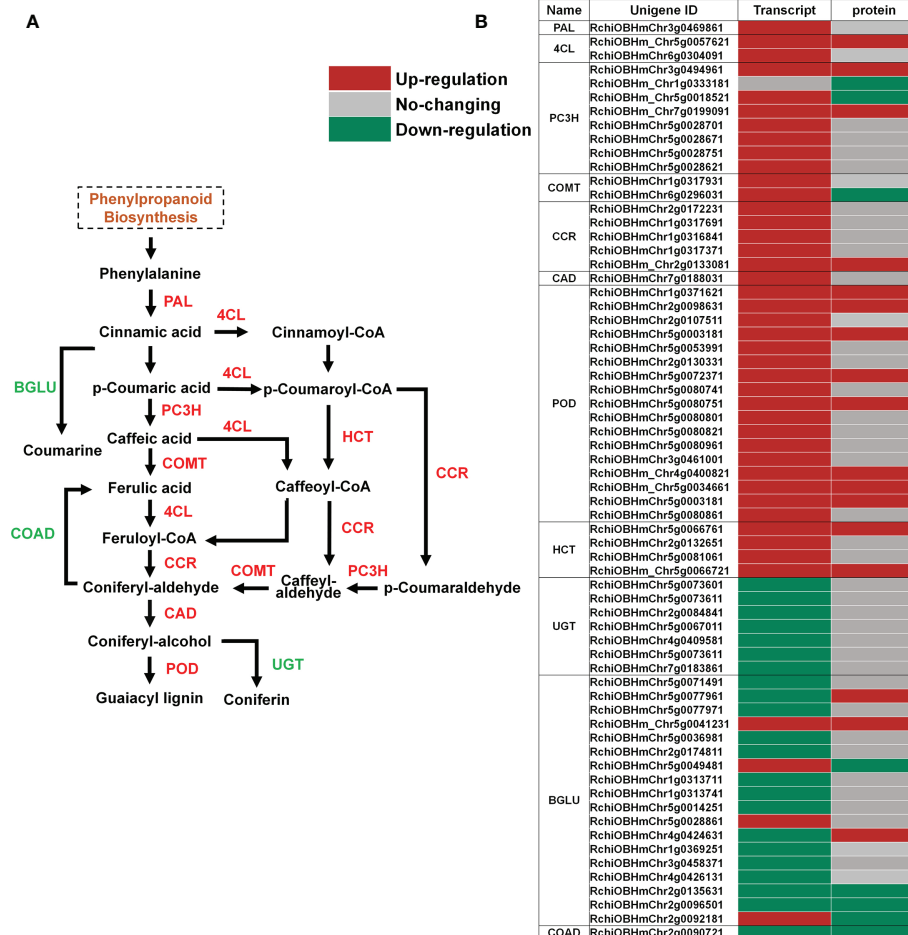 A
B
Up-regulation
No-changing
Down-regulation
Phenylpropanoid
Biosynthesis
Phenylalanine
PAL
Cinnamic acid
4CL
Cinnamoyl-CoA
BGLU
p-Coumaric acid
4CL
p-Coumaroyl-CoA
PC3H
Coumarine
Caffeic acid
4CL
HCT
COMT
CCR
Ferulic acid
Caffeoyl-CoA
4CL
COAD
Feruloyl-CoA
CCR
CCR
COMT
PC3H
Coniferyl-aldehyde
Caffeyl-
aldehyde
p-Coumaraldehyde
CAD
Coniferyl-alcohol
POD
UGT
Guaiacyl lignin
Coniferin
Name Unigene ID Transcript protein
PAL RchiOBHmChr3g0469861
4CL RchiOBHm_Chr5g0057621
RchiOBHmChr6g0304091
PC3H RchiOBHmChr3g0494961
RchiOBHm_Chr1g0333181
RchiOBHm_Chr5g0018521
RchiOBHm_Chr7g0199091
RchiOBHmChr5g0028701
RchiOBHmChr5g0028671
RchiOBHmChr5g0028751
RchiOBHmChr5g0028621
COMT RchiOBHmChr1g0317931
RchiOBHmChr6g0296031
CCR RchiOBHmChr2g0172231
RchiOBHmChr1g0317691
RchiOBHmChr1g0316841
RchiOBHmChr1g0317371
RchiOBHm_Chr2g0133081
CAD RchiOBHmChr7g0188031
POD RchiOBHmChr1g0371621
RchiOBHmChr2g0098631
RchiOBHmChr2g0107511
RchiOBHmChr5g0003181
RchiOBHmChr5g0053991
RchiOBHmChr2g0130331
RchiOBHmChr5g0072371
RchiOBHmChr5g0080741
RchiOBHmChr5g0080751
RchiOBHmChr5g0080801
RchiOBHmChr5g0080821
RchiOBHmChr5g0080961
RchiOBHmChr3g0461001
RchiOBHm_Chr4g0400821
RchiOBHm_Chr5g0034661
RchiOBHmChr5g0003181
RchiOBHmChr5g0080861
HCT RchiOBHmChr5g0066761
RchiOBHmChr2g0132651
RchiOBHmChr5g0081061
RchiOBHm_Chr5g0066721
UGT RchiOBHmChr5g0073601
RchiOBHmChr5g0073611
RchiOBHmChr2g0084841
RchiOBHmChr5g0067011
RchiOBHmChr4g0409581
RchiOBHmChr5g0073611
RchiOBHmChr7g0183861
BGLU RchiOBHmChr5g0071491
RchiOBHmChr5g0077961
RchiOBHmChr5g0077971
RchiOBHm_Chr5g0041231
RchiOBHmChr5g0036981
RchiOBHmChr2g0174811
RchiOBHmChr5g0049481
RchiOBHmChr1g0313711
RchiOBHmChr1g0313741
RchiOBHmChr5g0014251
RchiOBHmChr5g0028861
RchiOBHmChr4g0424631
RchiOBHmChr1g0369251
RchiOBHmChr3g0458371
RchiOBHmChr4g0426131
RchiOBHmChr2g0135631
RchiOBHmChr2g0096501
RchiOBHmChr2g0092181
COAD RchiOBHmChr2g0090721